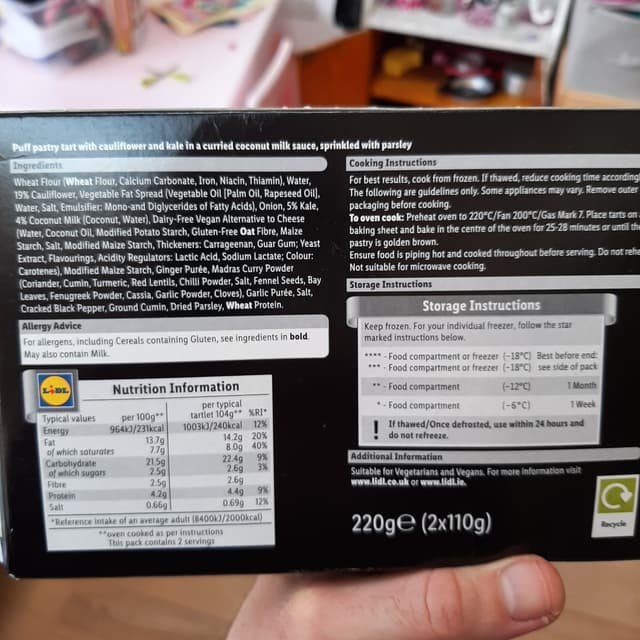 Puff pastry tart with cauliflower and kale in a curried coconut milk sauce, sprinkled with parsley
Ingredients
Wheat Flour (Wheat Flour, Calcium Carbonate, Iron, Niacin, Thiamin), Water,
19% Cauliflower, Vegetable Fat Spread (Vegetable Oil [Palm Oil, Rapeseed Oil],
Water, Salt, Emulsifier: Mono-and Diglycerides of Fatty Acids), Onion, 5% Kale,
4% Coconut Milk (Coconut, Water), Dairy-Free Vegan Alternative to Cheese
(Water, Coconut Oil, Modified Potato Starch, Gluten-Free Oat Fibre, Maize
Starch, Salt, Modified Maize Starch, Thickeners: Carrageenan, Guar Gum; Yeast
Extract, Flavourings, Acidity Regulators: Lactic Acid, Sodium Lactate; Colour:
Carotenes), Modified Maize Starch, Ginger Purée, Madras Curry Powder
(Coriander, Cumin, Turmeric, Red Lentils, Chilli Powder, Salt, Fennel Seeds, Bay
Leaves, Fenugreek Powder, Cassia, Garlic Powder, Cloves), Garlic Purée, Salt,
Cracked Black Pepper, Ground Cumin, Dried Parsley, Wheat Protein.
Allergy Advice
For allergens, including Cereals containing Gluten, see ingredients in bold.
May also contain Milk.
LIDL
Nutrition Information
Typical values per 100g** per typical tartlet 104g** %RI*
Energy 964kJ/231kcal 1003kJ/240kcal 12%
Fat 13.7g 14.2g 20%
of which saturates 7.7g 8.0g 40%
Carbohydrate 21.5g 22.4g 9%
of which sugars 2.5g 2.6g 3%
Fibre 2.5g 2.6g
Protein 4.2g 4.4g 9%
Salt 0.66g 0.69g 12%
*Reference intake of an average adult (8400kJ/2000kcal)
**oven cooked as per instructions
This pack contains 2 servings
Cooking Instructions
For best results, cook from frozen. If thawed, reduce cooking time according
The following are guidelines only. Some appliances may vary. Remove outer
packaging before cooking.
To oven cook: Preheat oven to 220°C/Fan 200°C/Gas Mark 7. Place tarts on
baking sheet and bake in the centre of the oven for 25-28 minutes or until the
pastry is golden brown.
Ensure food is piping hot and cooked throughout before serving. Do not rehe
Not suitable for microwave cooking.
Storage Instructions
Storage Instructions
Keep frozen. For your individual freezer, follow the star
marked instructions below.
**** - Food compartment or freezer (-18°C) Best before end:
*** - Food compartment or freezer (-18°C) see side of pack
** - Food compartment (-12°C) 1 Month
* - Food compartment (-6°C) 1 Week
! If thawed/Once defrosted, use within 24 hours and
do not refreeze.
Additional Information
Suitable for Vegetarians and Vegans. For more information visit
www.lidl.co.uk or www.lidl.ie.
220g℮ (2x110g)
Recycle